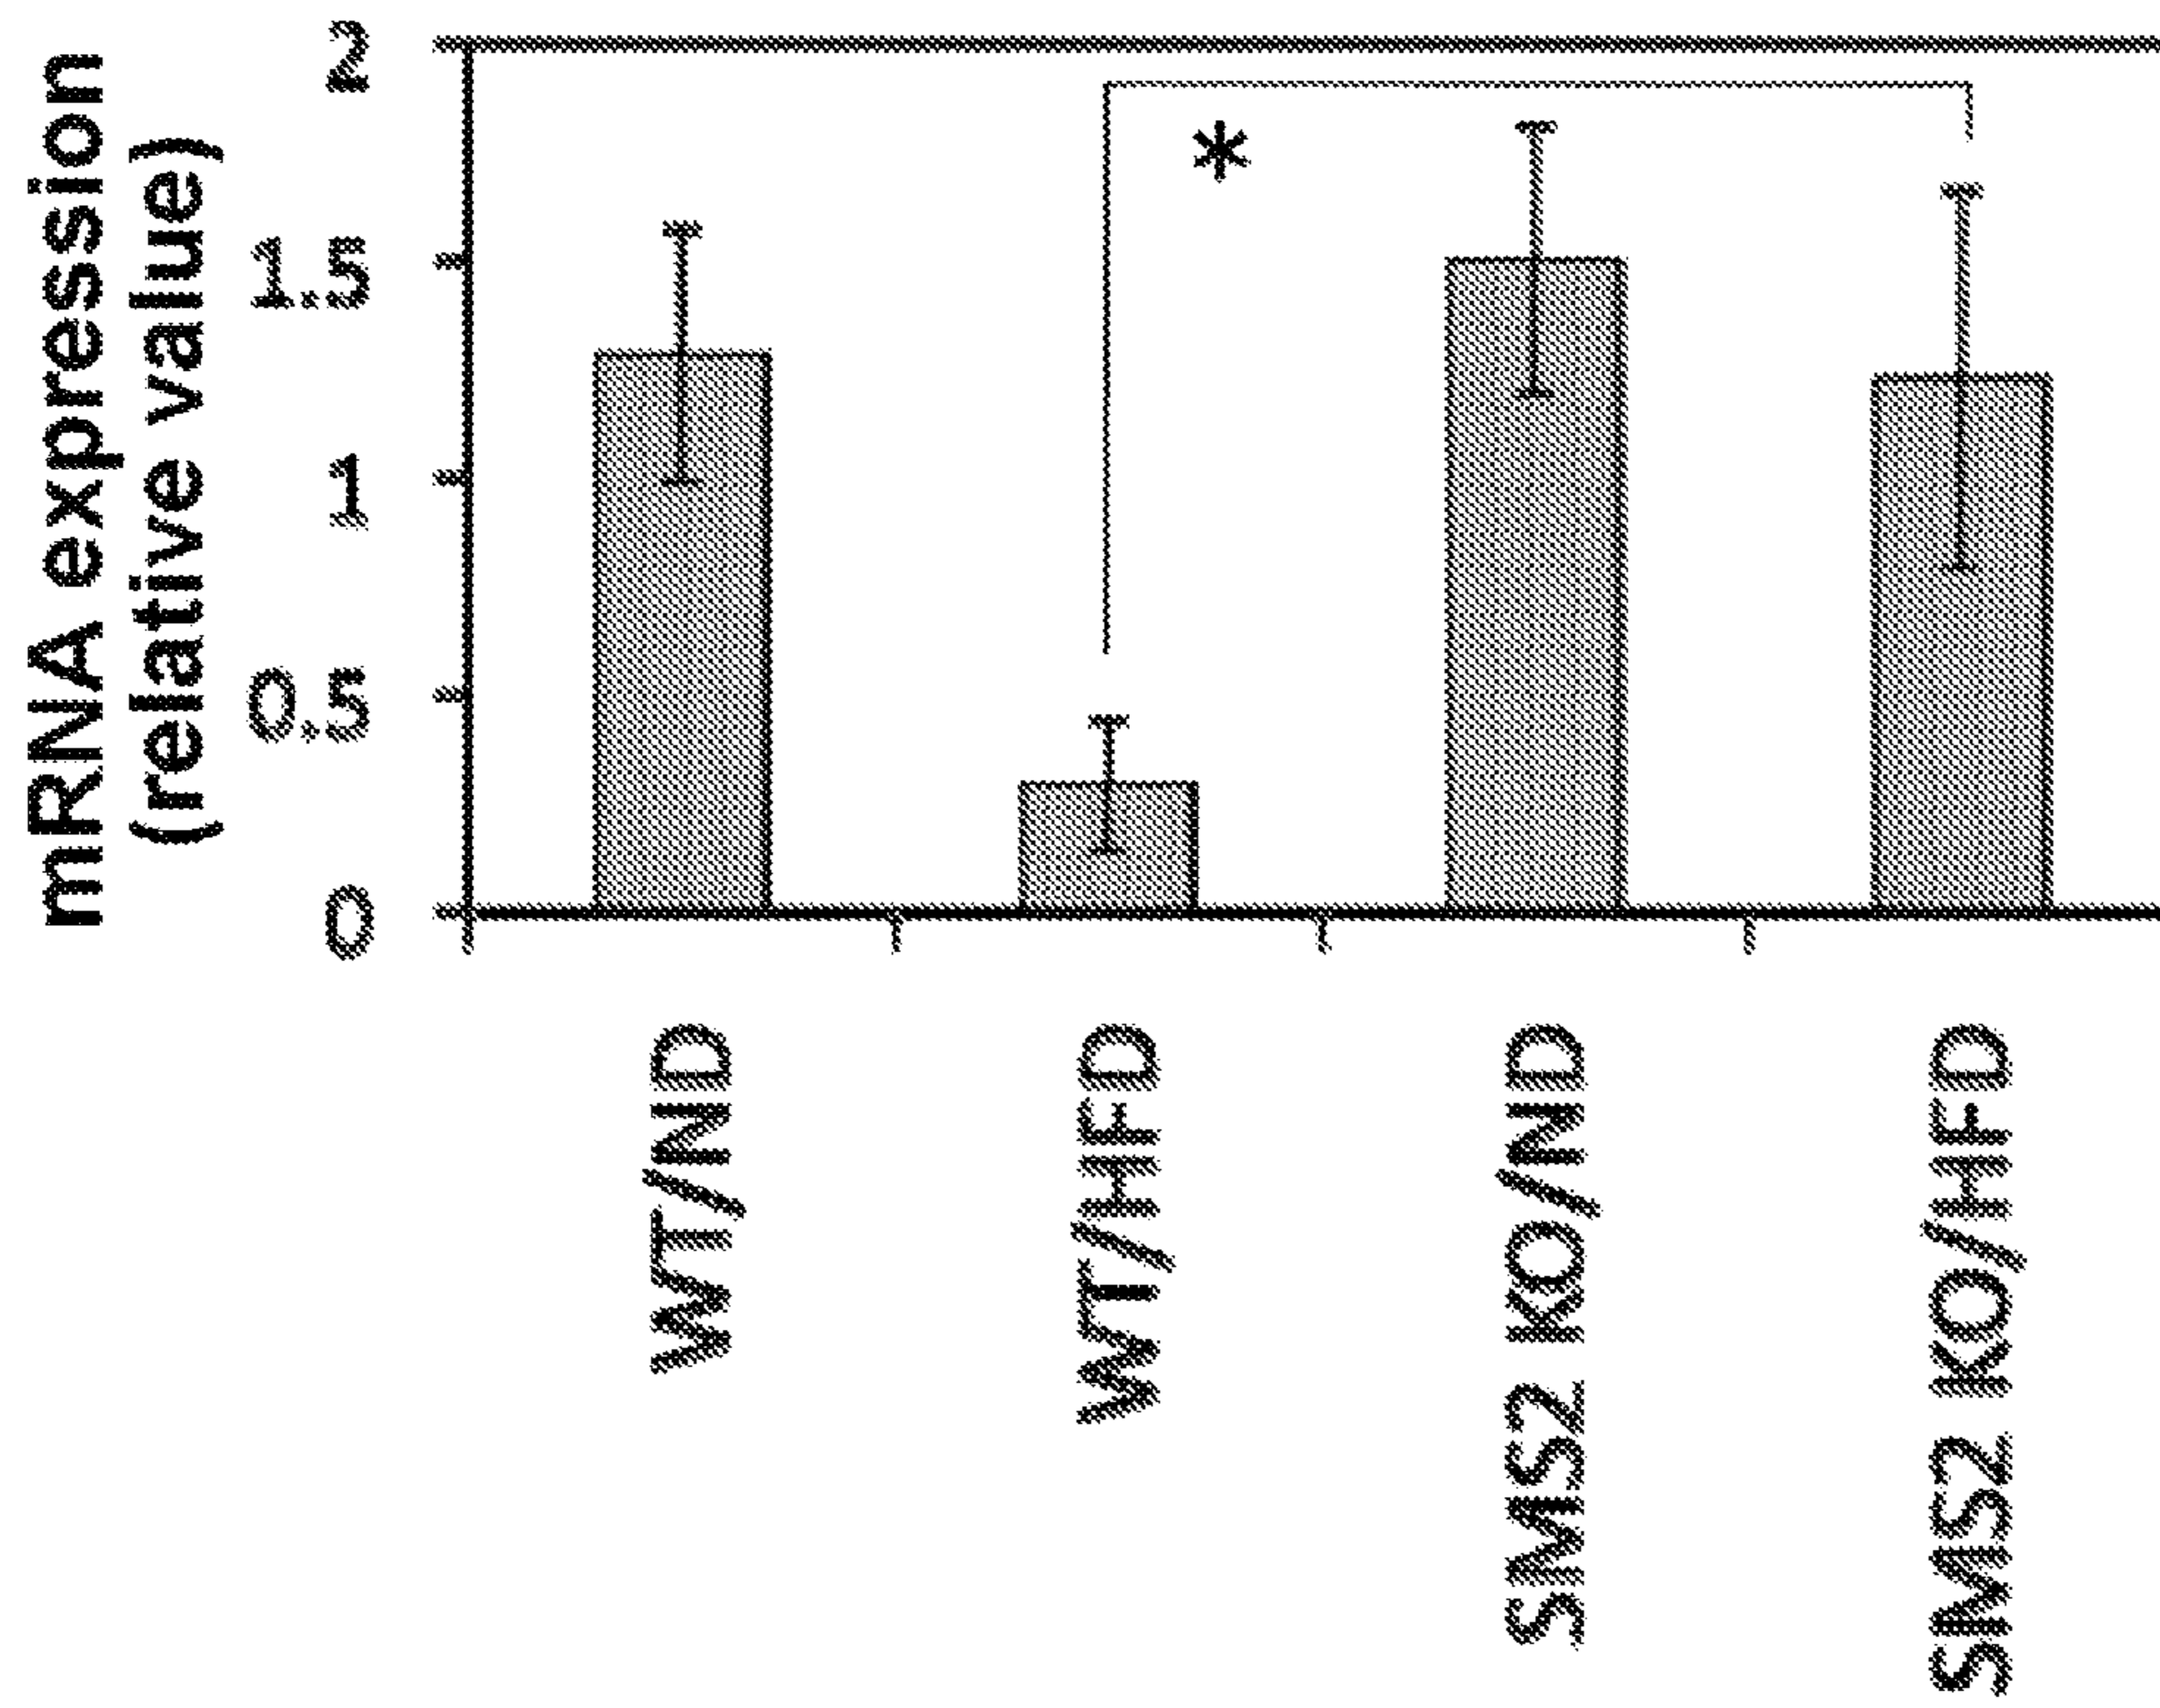 mRNA expression
(relative value)
2
1.5
1
0.5
0
*
WT/ND
WT/HFD
SMS2 KO/ND
SMS2 KO/HFD